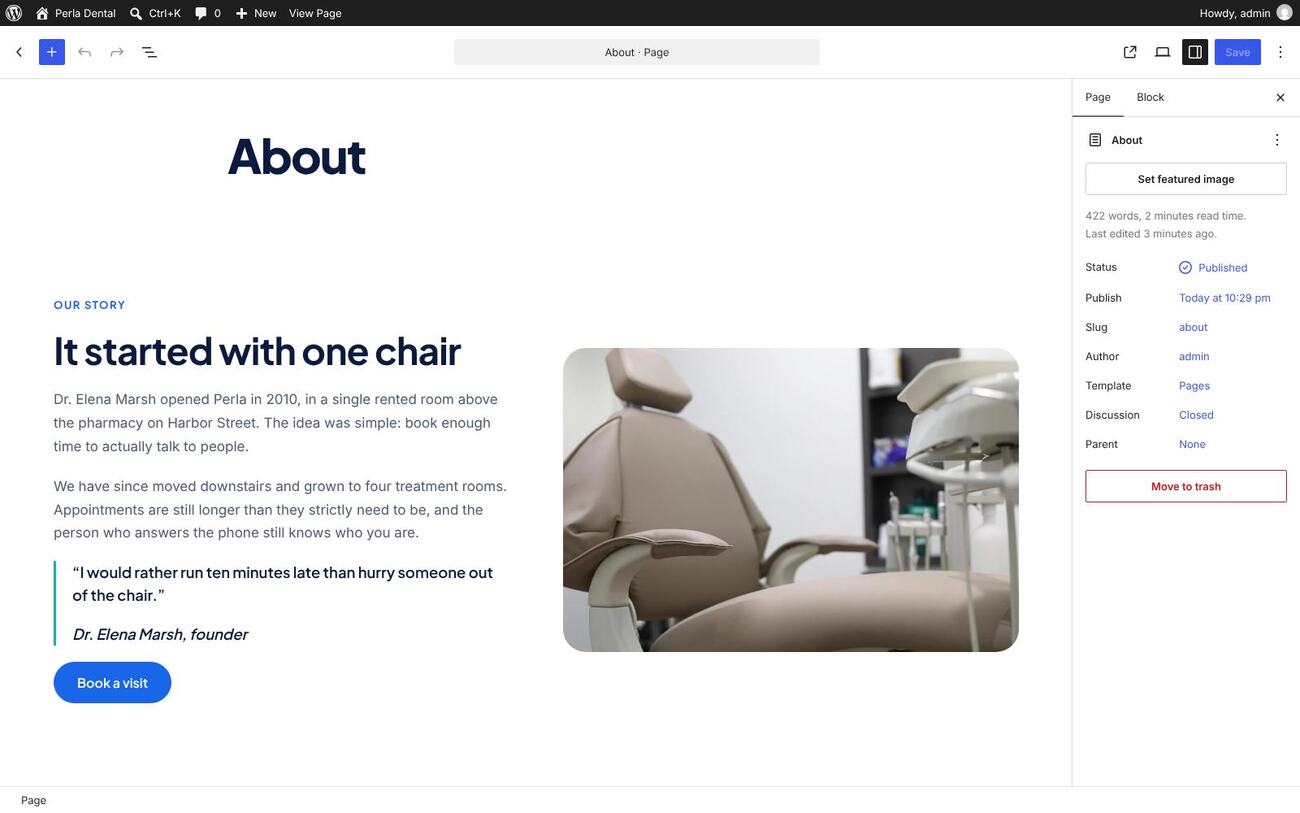 Perla Dental
Ctrl+K
0
New
View Page
Howdy, admin
About · Page
Save
About
OUR STORY
It started with one chair
Dr. Elena Marsh opened Perla in 2010, in a single rented room above
the pharmacy on Harbor Street. The idea was simple: book enough
time to actually talk to people.
We have since moved downstairs and grown to four treatment rooms.
Appointments are still longer than they strictly need to be, and the
person who answers the phone still knows who you are.
“I would rather run ten minutes late than hurry someone out
of the chair.”
Dr. Elena Marsh, founder
Book a visit
Page
Block
About
Set featured image
422 words, 2 minutes read time.
Last edited 3 minutes ago.
Status
Published
Publish
Today at 10:29 pm
Slug
about
Author
admin
Template
Pages
Discussion
Closed
Parent
None
Move to trash
Page